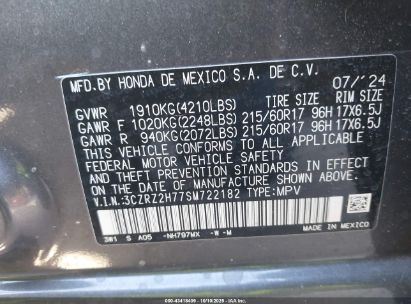 MFD.BY HONDA DE MEXICO S.A. DE C.V. 07/'24
GVWR 1910KG(4210LBS) TIRE SIZE RIM SIZE
GAWR F 1020KG(2248LBS) 215/60R17 96H 17X6.5J
GAWR R 940KG(2072LBS) 215/60R17 96H 17X6.5J
THIS VEHICLE CONFORMS TO ALL APPLICABLE
FEDERAL MOTOR VEHICLE SAFETY AND
THEFT PREVENTION STANDARDS IN EFFECT
ON THE DATE OF MANUFACTURE SHOWN ABOVE.
V.I.N.:3CZRZ2H77SM722182 TYPE:MPV
3W1 S A05 -NH797MX -W-M